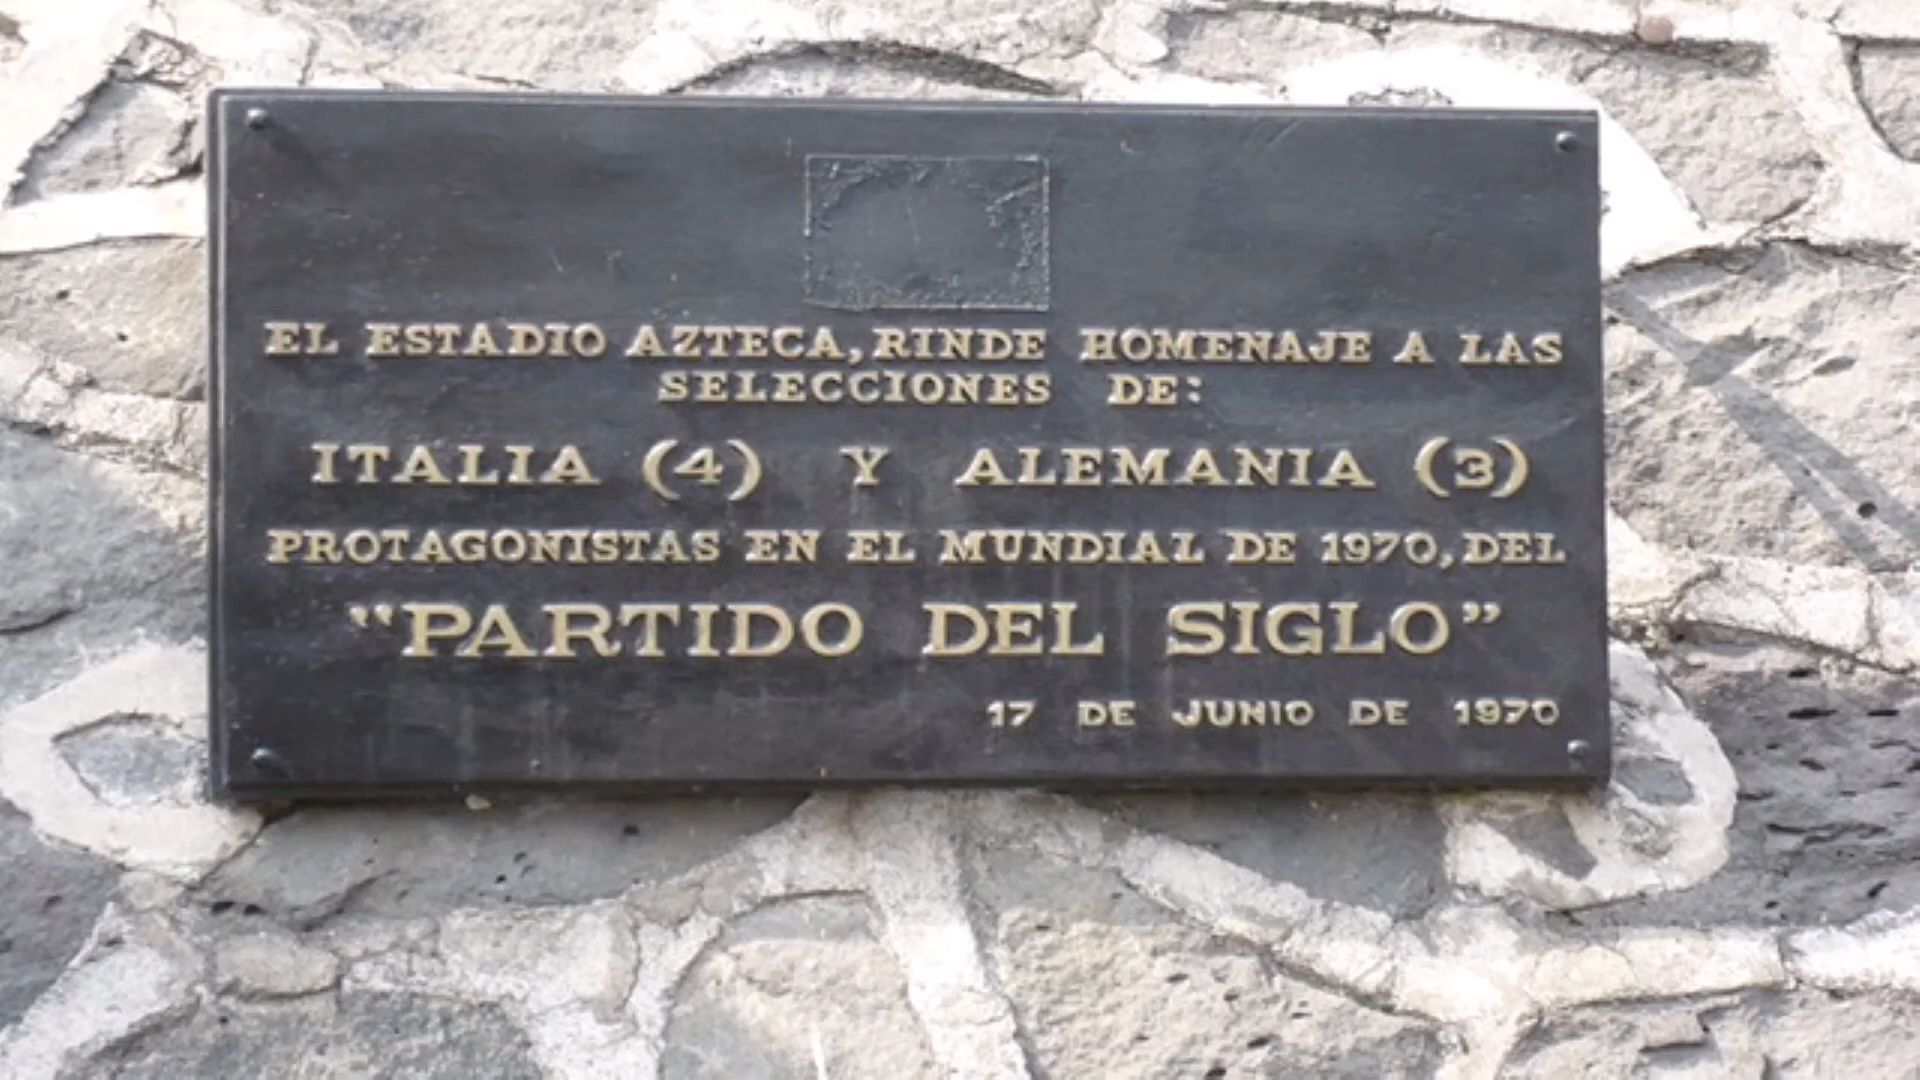 EL ESTADIO AZTECA, RINDE HOMENAJE A LAS
SELECCIONES DE:
ITALIA (4) Y ALEMANIA (3)
PROTAGONISTAS EN EL MUNDIAL DE 1970, DEL
"PARTIDO DEL SIGLO"
17 DE JUNIO DE 1970